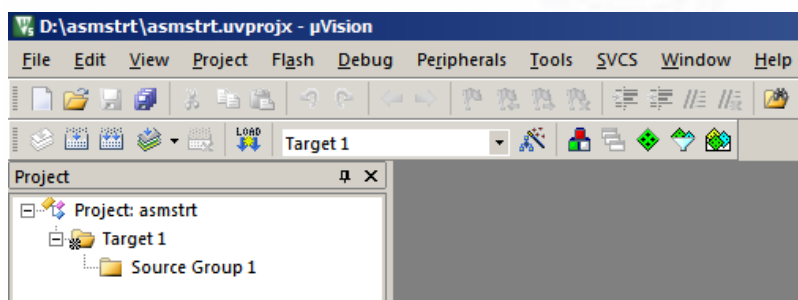 D:\asmstrt\asmstrt.uvprojx - µVision
File Edit View Project Flash Debug Peripherals Tools SVCS Window Help
LOAD
Target 1
Project
Project: asmstrt
Target 1
Source Group 1